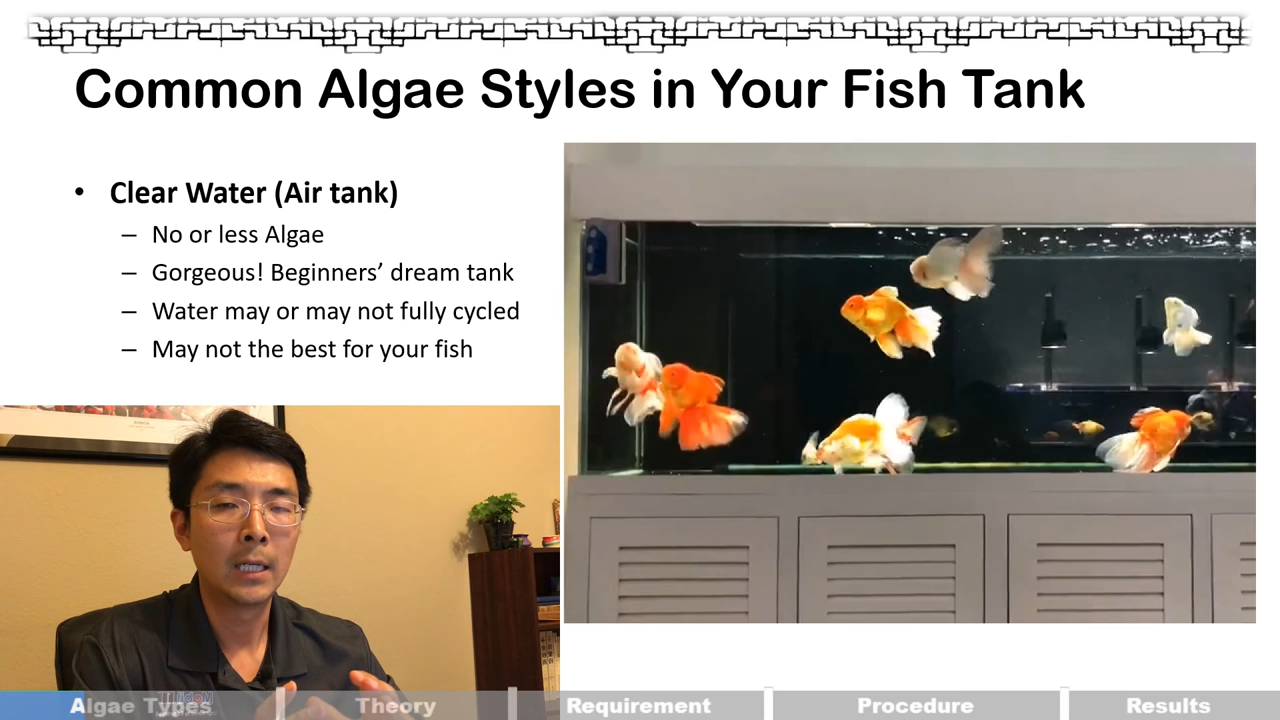 Common Algae Styles in Your Fish Tank
• Clear Water (Air tank)
– No or less Algae
– Gorgeous! Beginners’ dream tank
– Water may or may not fully cycled
– May not the best for your fish
Algae Types
Theory
Requirement
Procedure
Results